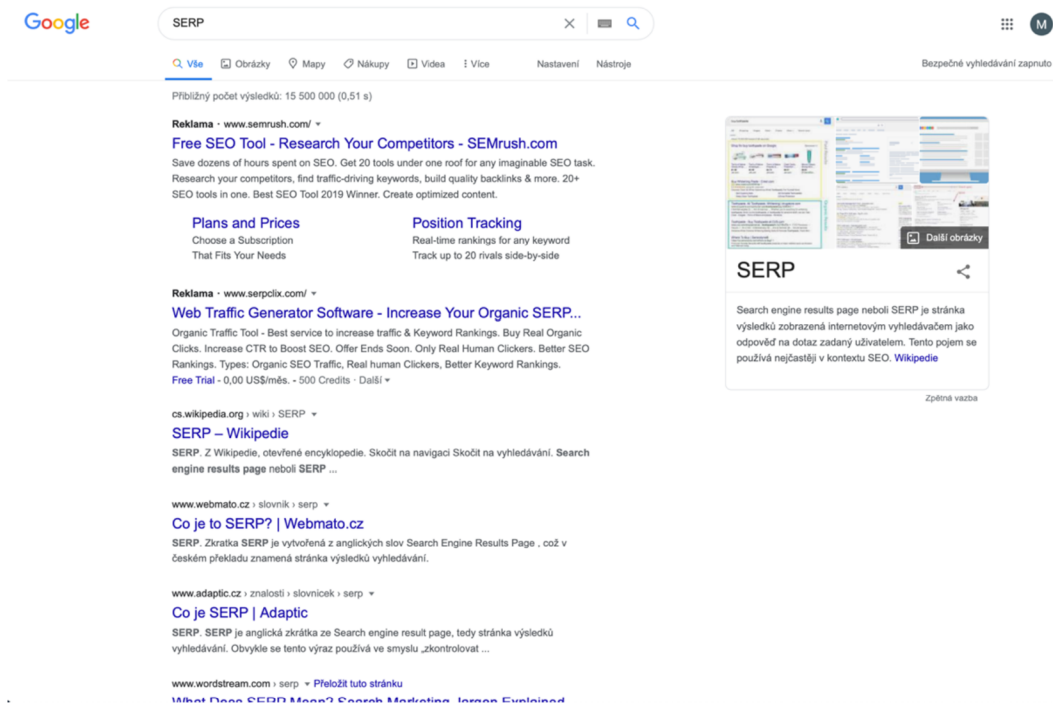 Google
SERP
M
Vše Obrázky Mapy Nákupy Videa Více Nastavení Nástroje
Bezpečné vyhledávání zapnuto
Přibližný počet výsledků: 15 500 000 (0,51 s)
Reklama · www.semrush.com/
Free SEO Tool - Research Your Competitors - SEMrush.com
Save dozens of hours spent on SEO. Get 20 tools under one roof for any imaginable SEO task.
Research your competitors, find traffic-driving keywords, build quality backlinks & more. 20+
SEO tools in one. Best SEO Tool 2019 Winner. Create optimized content.
Plans and Prices
Choose a Subscription
That Fits Your Needs
Position Tracking
Real-time rankings for any keyword
Track up to 20 rivals side-by-side
Reklama · www.serpclix.com/
Web Traffic Generator Software - Increase Your Organic SERP...
Organic Traffic Tool - Best service to increase traffic & Keyword Rankings. Buy Real Organic
Clicks. Increase CTR to Boost SEO. Offer Ends Soon. Only Real Human Clickers. Better SEO
Rankings. Types: Organic SEO Traffic, Real human Clickers, Better Keyword Rankings.
Free Trial - 0,00 US$/měs. - 500 Credits · Další
cs.wikipedia.org › wiki › SERP
SERP – Wikipedie
SERP. Z Wikipedie, otevřené encyklopedie. Skočit na navigaci Skočit na vyhledávání. Search
engine results page neboli SERP ...
www.webmato.cz › slovnik › serp
Co je to SERP? | Webmato.cz
SERP. Zkratka SERP je vytvořená z anglických slov Search Engine Results Page , což v
českém překladu znamená stránka výsledků vyhledávání.
www.adaptic.cz › znalosti › slovnicek › serp
Co je SERP | Adaptic
SERP. SERP je anglická zkrátka ze Search engine result page, tedy stránka výsledků
vyhledávání. Obvykle se tento výraz používá ve smyslu „zkontrolovat ...
www.wordstream.com › serp Přeložit tuto stránku
What Does SERP Mean? Search Marketing Jargon Explained
Další obrázky
SERP
Search engine results page neboli SERP je stránka
výsledků zobrazená internetovým vyhledávačem jako
odpověď na dotaz zadaný uživatelem. Tento pojem se
používá nejčastěji v kontextu SEO. Wikipedie
Zpětná vazba